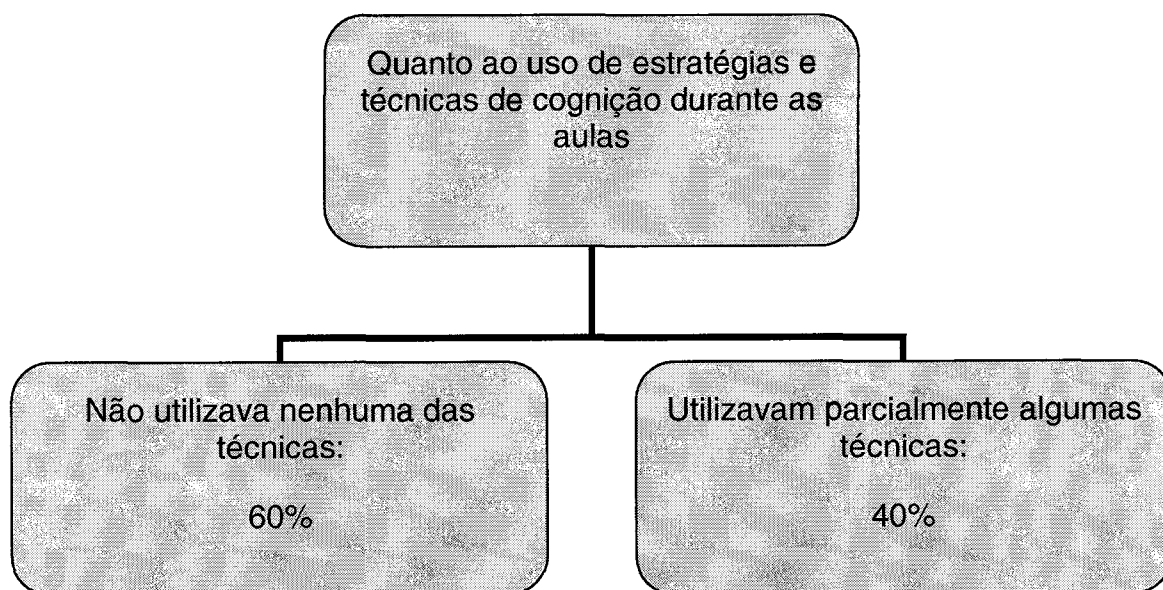 Quanto ao uso de estratégias e
técnicas de cognição durante as
aulas
Não utilizava nenhuma das
técnicas:
60%
Utilizavam parcialmente algumas
técnicas:
40%